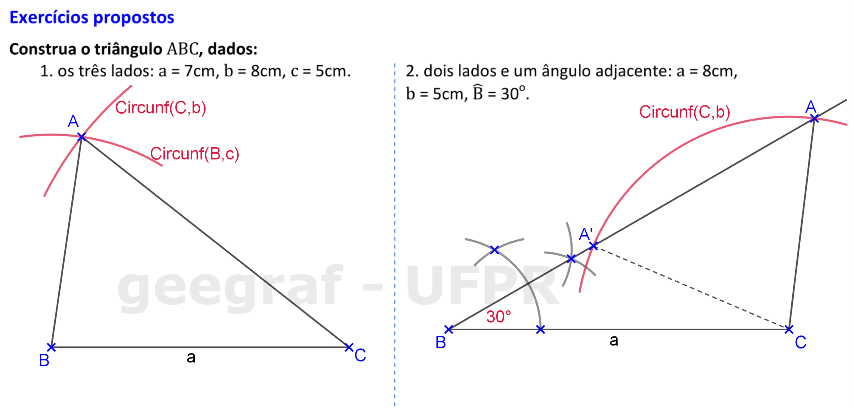 Exercícios propostos
Construa o triângulo ABC, dados:
1. os três lados: a = 7cm, b = 8cm, c = 5cm.
Circunf(C,b)
A
Circunf(B,c)
B
a
C
2. dois lados e um ângulo adjacente: a = 8cm,
b = 5cm, B̂ = 30º.
Circunf(C,b)
A
A'
30°
B
a
C
geegraf - UFPR